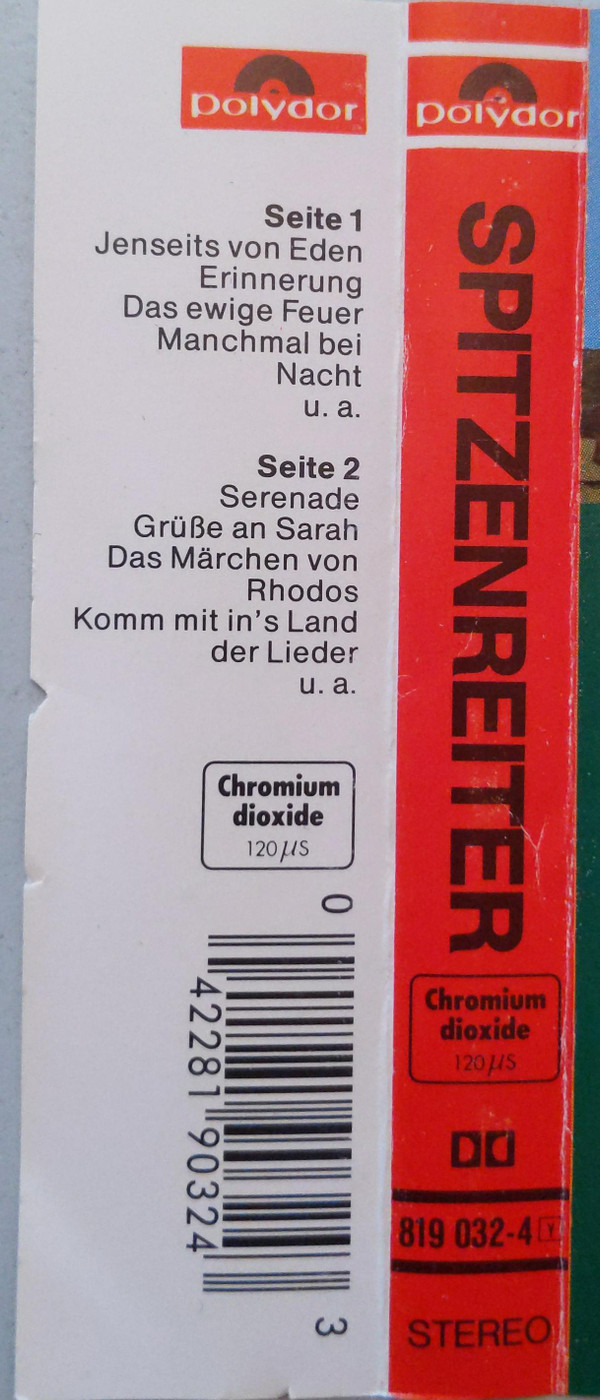 polydor
Seite 1
Jenseits von Eden
Erinnerung
Das ewige Feuer
Manchmal bei
Nacht
u. a.
Seite 2
Serenade
Grüße an Sarah
Das Märchen von
Rhodos
Komm mit in's Land
der Lieder
u. a.
Chromium
dioxide
120 µS
0 42281 90324 3
polydor
SPITZENREITER
Chromium
dioxide
120 µS
819 032-4 Y
STEREO